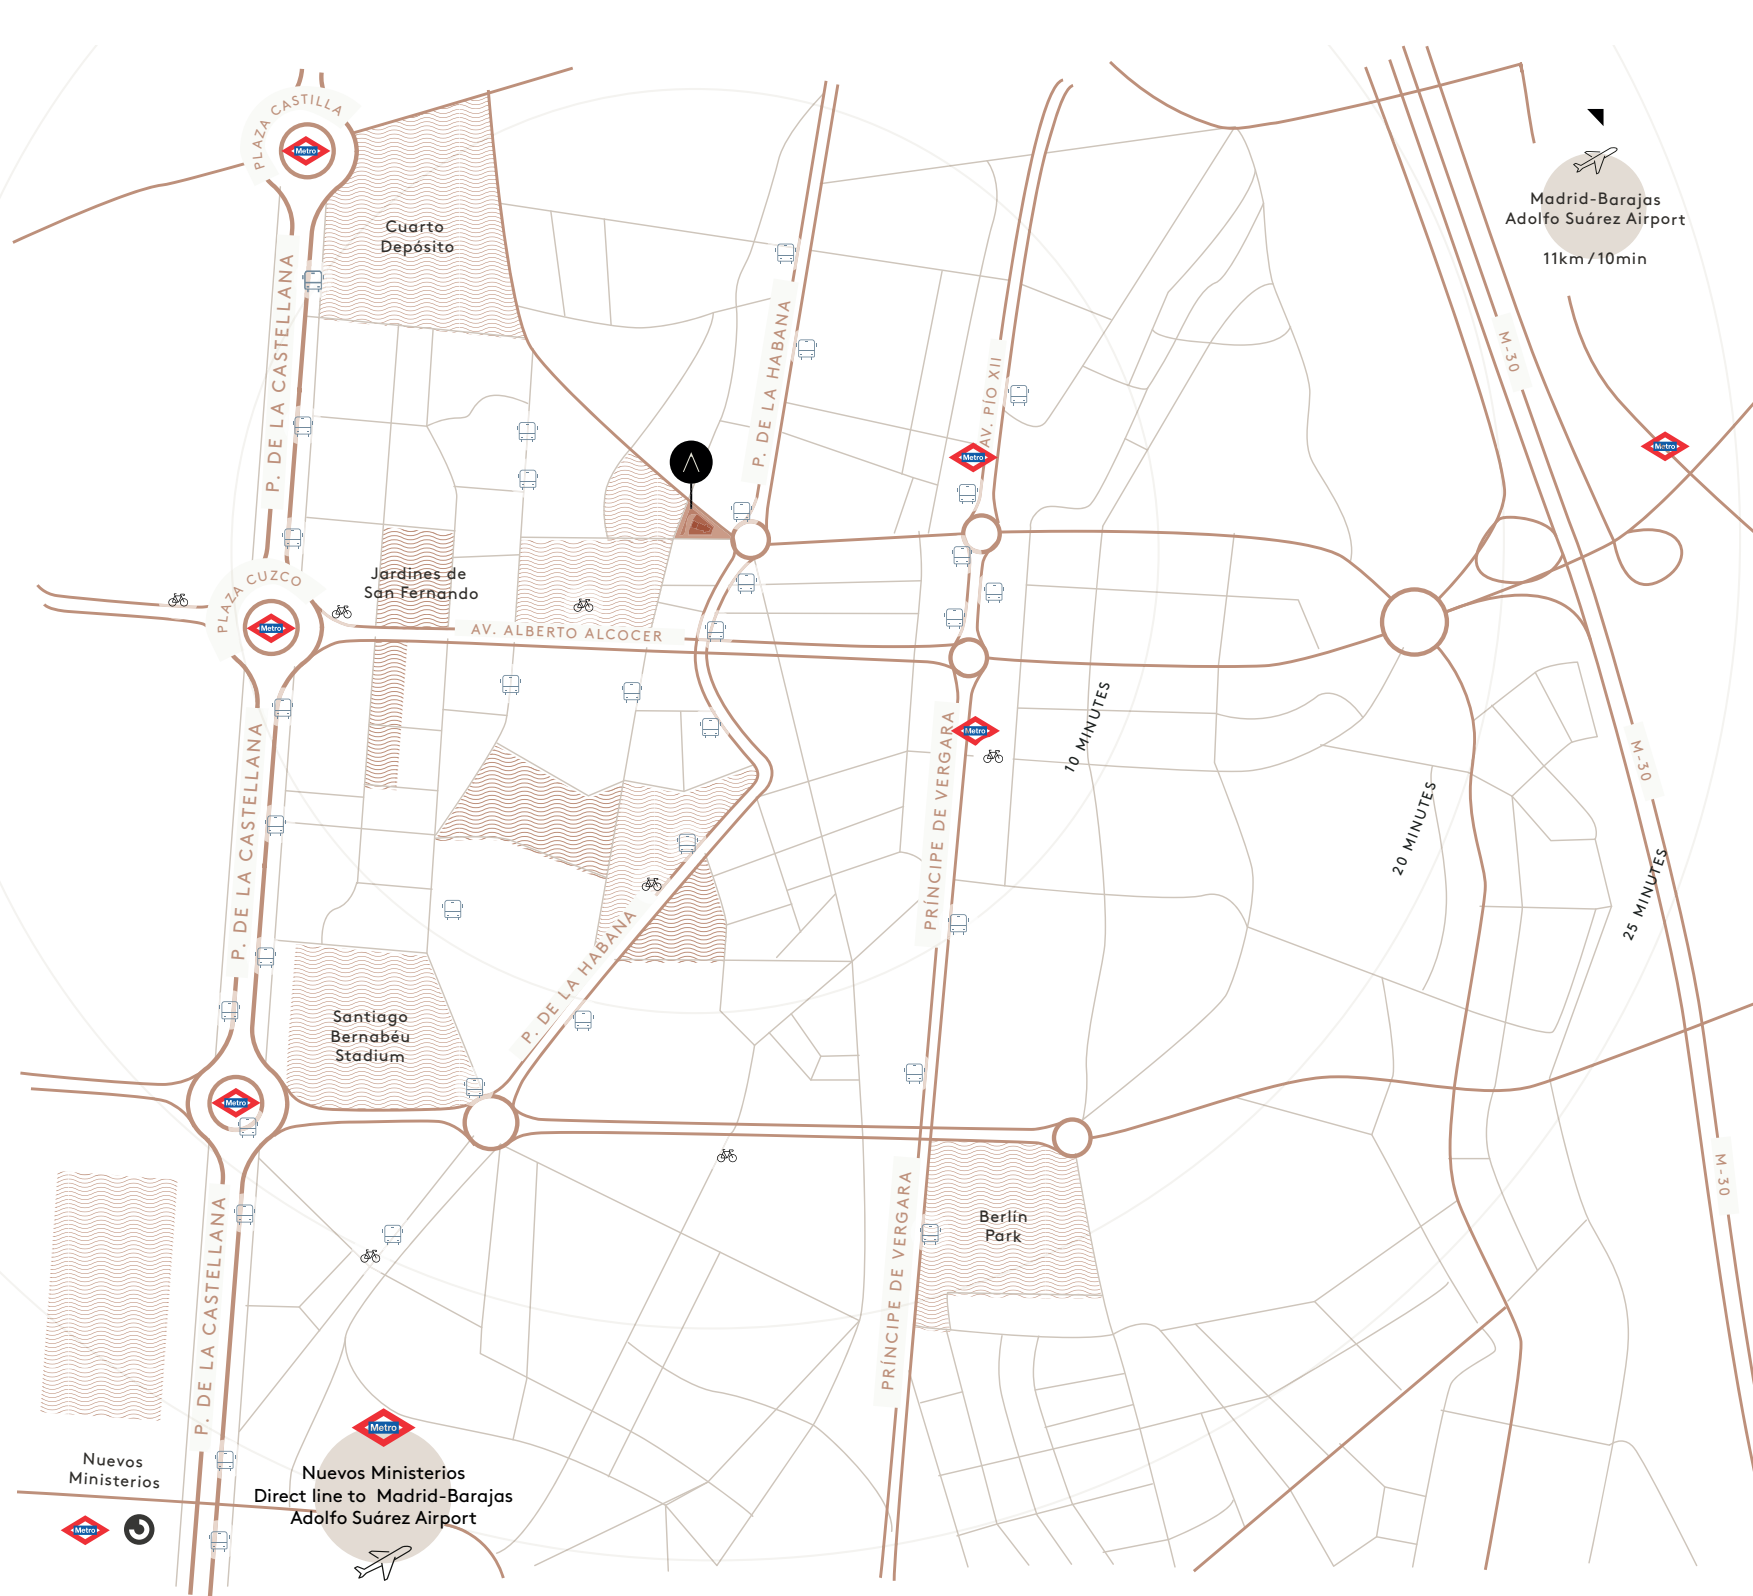 PLAZA CASTILLA
Metro
Cuarto
Depósito
Madrid-Barajas
Adolfo Suárez Airport
11km / 10min
P. DE LA CASTELLANA
P. DE LA HABANA
AV. PÍO XII
M-30
Metro
Metro
PLAZA CUZCO
Metro
Jardines de
San Fernando
AV. ALBERTO ALCOCER
10 MINUTES
Metro
PRÍNCIPE DE VERGARA
P. DE LA CASTELLANA
M-30
20 MINUTES
25 MINUTES
P. DE LA HABANA
Santiago
Bernabéu
Stadium
Metro
M-30
Berlín
Park
PRÍNCIPE DE VERGARA
P. DE LA CASTELLANA
Metro
Nuevos
Ministerios
Nuevos Ministerios
Direct line to Madrid-Barajas
Adolfo Suárez Airport
Metro